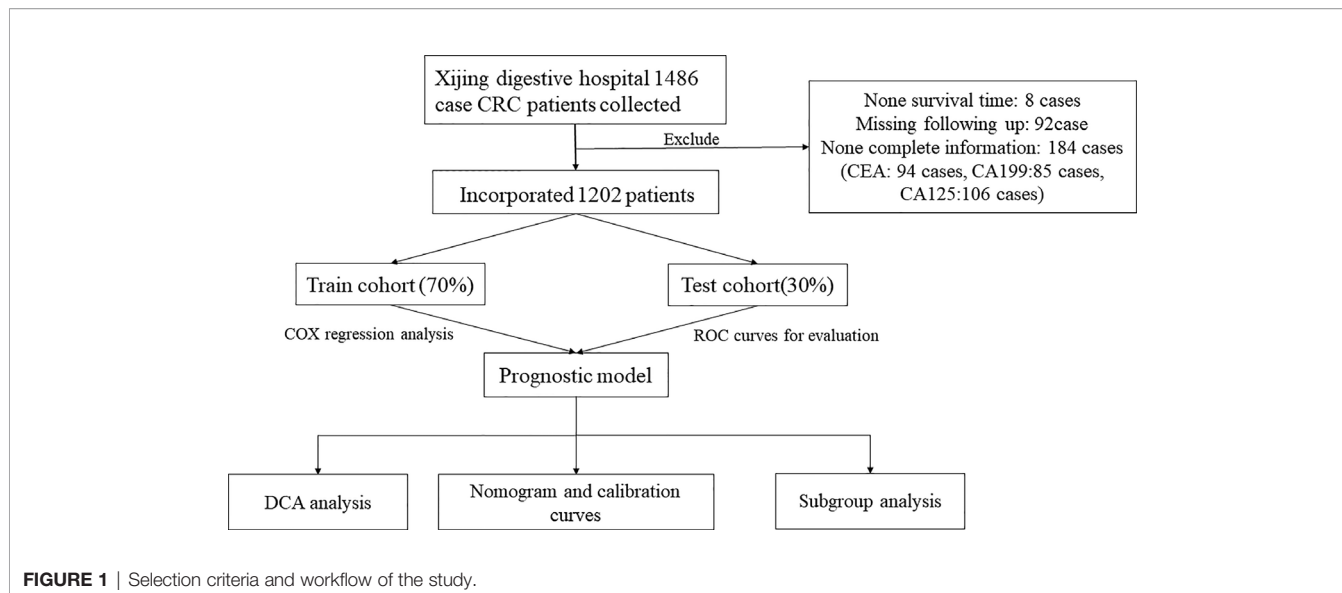 Xijing digestive hospital 1486
case CRC patients collected
Exclude
None survival time: 8 cases
Missing following up: 92case
None complete information: 184 cases
(CEA: 94 cases, CA199:85 cases,
CA125:106 cases)
Incorporated 1202 patients
Train cohort (70%)
Test cohort(30%)
COX regression analysis
ROC curves for evaluation
Prognostic model
DCA analysis
Nomogram and calibration
curves
Subgroup analysis
FIGURE 1 | Selection criteria and workflow of the study.